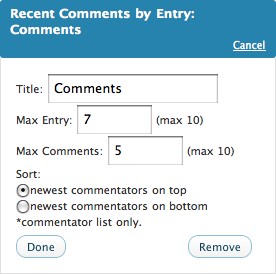 Recent Comments by Entry:
Comments
Cancel
Title: Comments
Max Entry: 7 (max 10)
Max Comments: 5 (max 10)
Sort:
newest commentators on top
newest commentators on bottom
*commentator list only.
Done Remove